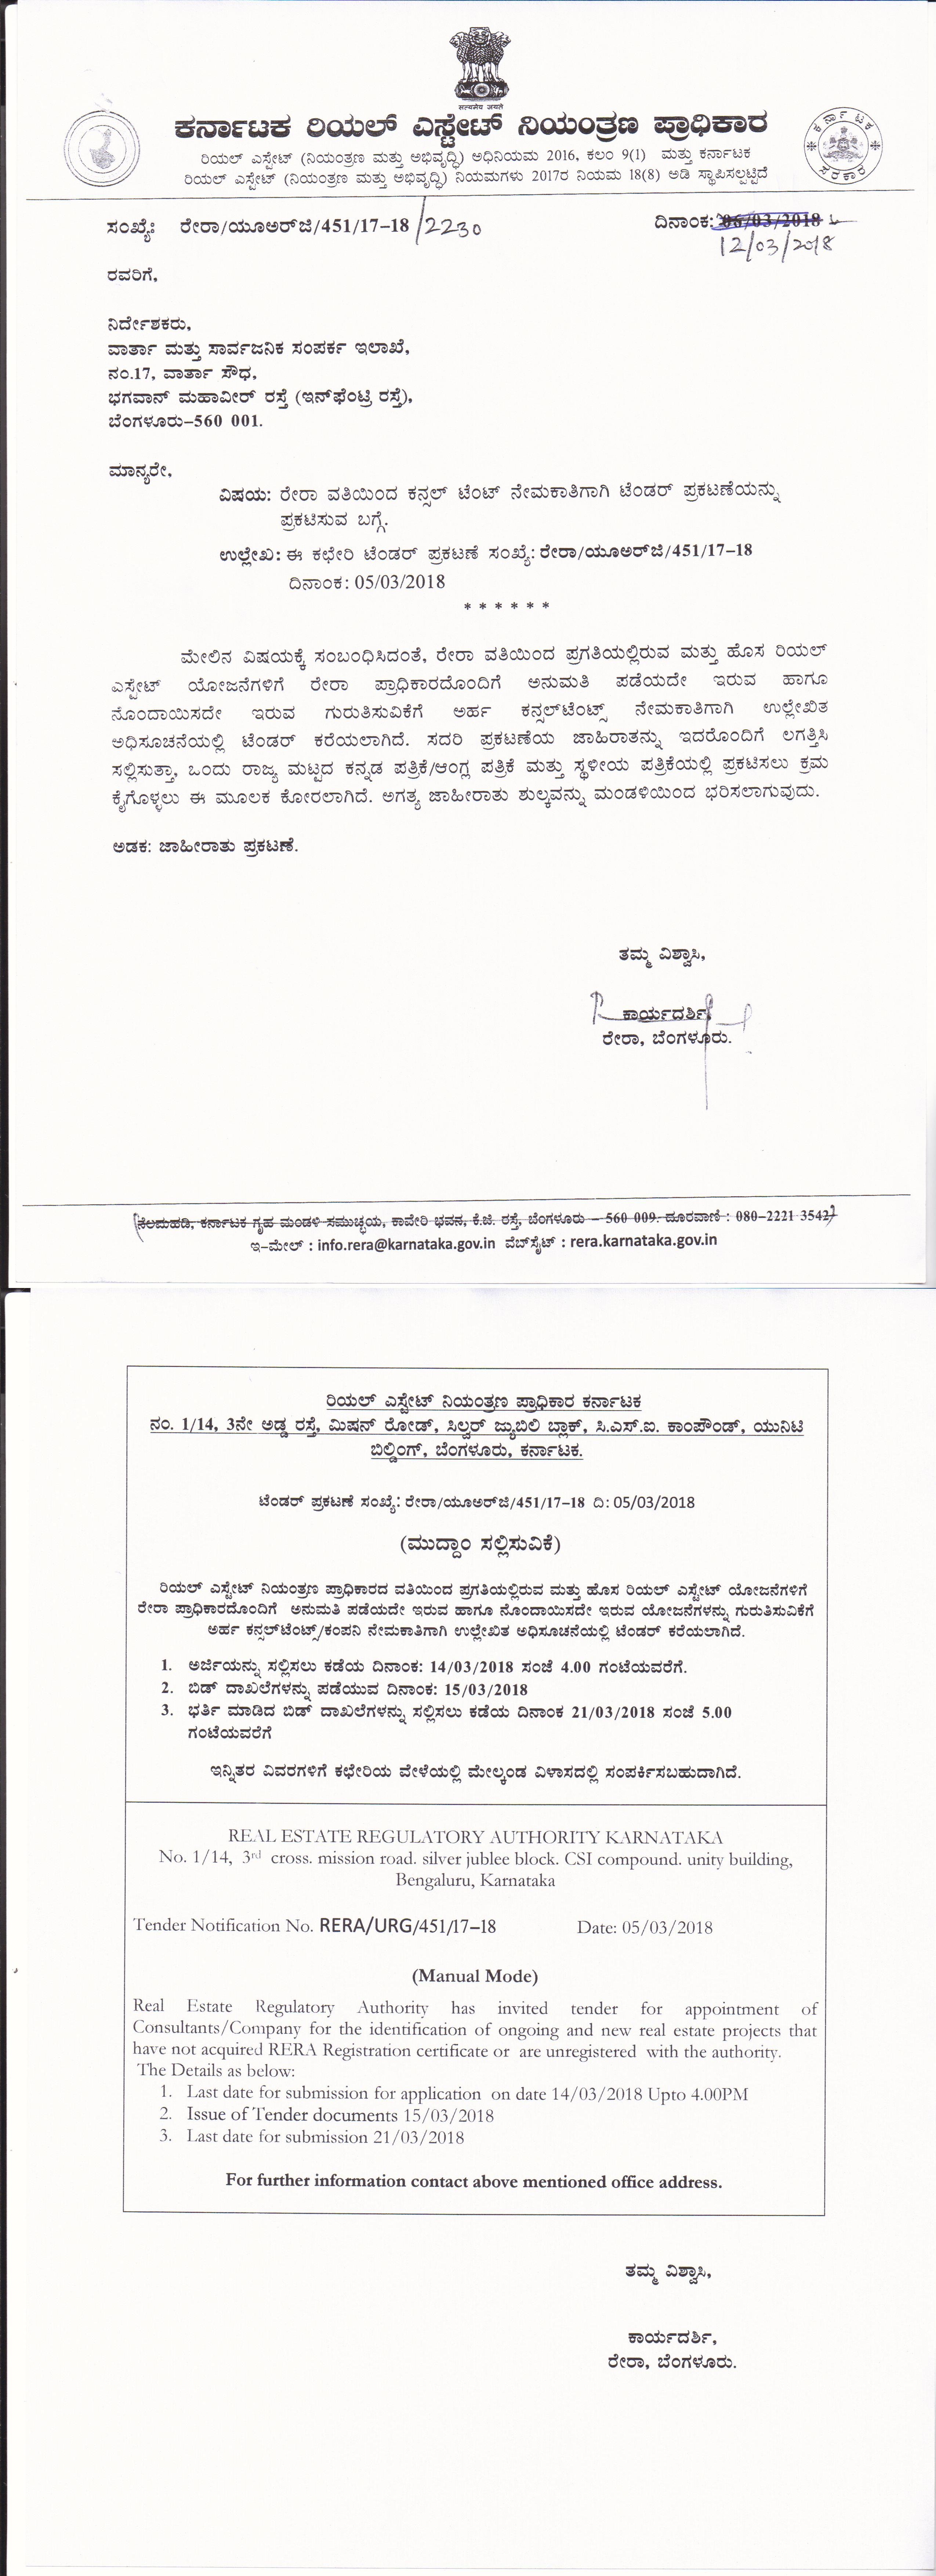 सत्यमेव जयते
ಕರ್ನಾಟಕ ರಿಯಲ್ ಎಸ್ಟೇಟ್ ನಿಯಂತ್ರಣ ಪ್ರಾಧಿಕಾರ
ರಿಯಲ್ ಎಸ್ಟೇಟ್ (ನಿಯಂತ್ರಣ ಮತ್ತು ಅಭಿವೃದ್ಧಿ) ಅಧಿನಿಯಮ 2016, ಕಲಂ 9(1) ಮತ್ತು ಕರ್ನಾಟಕ
ರಿಯಲ್ ಎಸ್ಟೇಟ್ (ನಿಯಂತ್ರಣ ಮತ್ತು ಅಭಿವೃದ್ಧಿ) ನಿಯಮಗಳು 2017ರ ನಿಯಮ 18(8) ಅಡಿ ಸ್ಥಾಪಿಸಲ್ಪಟ್ಟಿದೆ
ಕರ್ನಾಟಕ ಸರಕಾರ
ಸಂಖ್ಯೆ: ರೇರಾ/ಯೂಅರ್‌ಜಿ/451/17-18/2230
ದಿನಾಂಕ: 06/03/2018
12/03/2018
ರವರಿಗೆ,
ನಿರ್ದೇಶಕರು,
ವಾರ್ತಾ ಮತ್ತು ಸಾರ್ವಜನಿಕ ಸಂಪರ್ಕ ಇಲಾಖೆ,
ನಂ.17, ವಾರ್ತಾ ಸೌಧ,
ಭಗವಾನ್ ಮಹಾವೀರ್ ರಸ್ತೆ (ಇನ್‌ಫೆಂಟ್ರಿ ರಸ್ತೆ),
ಬೆಂಗಳೂರು-560 001.
ಮಾನ್ಯರೇ,
ವಿಷಯ: ರೇರಾ ವತಿಯಿಂದ ಕನ್ಸಲ್ ಟೆಂಟ್ ನೇಮಕಾತಿಗಾಗಿ ಟೆಂಡರ್ ಪ್ರಕಟಣೆಯನ್ನು
ಪ್ರಕಟಿಸುವ ಬಗ್ಗೆ.
ಉಲ್ಲೇಖ: ಈ ಕಛೇರಿ ಟೆಂಡರ್ ಪ್ರಕಟಣೆ ಸಂಖ್ಯೆ: ರೇರಾ/ಯೂಅರ್‌ಜಿ/451/17-18
ದಿನಾಂಕ: 05/03/2018
* * * * * *
ಮೇಲಿನ ವಿಷಯಕ್ಕೆ ಸಂಬಂಧಿಸಿದಂತೆ, ರೇರಾ ವತಿಯಿಂದ ಪ್ರಗತಿಯಲ್ಲಿರುವ ಮತ್ತು ಹೊಸ ರಿಯಲ್
ಎಸ್ಟೇಟ್ ಯೋಜನೆಗಳಿಗೆ ರೇರಾ ಪ್ರಾಧಿಕಾರದೊಂದಿಗೆ ಅನುಮತಿ ಪಡೆಯದೇ ಇರುವ ಹಾಗೂ
ನೊಂದಾಯಿಸದೇ ಇರುವ ಗುರುತಿಸುವಿಕೆಗೆ ಅರ್ಹ ಕನ್ಸಲ್‌ಟೆಂಟ್ಸ್ ನೇಮಕಾತಿಗಾಗಿ ಉಲ್ಲೇಖಿತ
ಅಧಿಸೂಚನೆಯಲ್ಲಿ ಟೆಂಡರ್ ಕರೆಯಲಾಗಿದೆ. ಸದರಿ ಪ್ರಕಟಣೆಯ ಜಾಹಿರಾತನ್ನು ಇದರೊಂದಿಗೆ ಲಗತ್ತಿಸಿ
ಸಲ್ಲಿಸುತ್ತಾ, ಒಂದು ರಾಜ್ಯ ಮಟ್ಟದ ಕನ್ನಡ ಪತ್ರಿಕೆ/ಆಂಗ್ಲ ಪತ್ರಿಕೆ ಮತ್ತು ಸ್ಥಳೀಯ ಪತ್ರಿಕೆಯಲ್ಲಿ ಪ್ರಕಟಿಸಲು ಕ್ರಮ
ಕೈಗೊಳ್ಳಲು ಈ ಮೂಲಕ ಕೋರಲಾಗಿದೆ. ಅಗತ್ಯ ಜಾಹೀರಾತು ಶುಲ್ಕವನ್ನು ಮಂಡಳಿಯಿಂದ ಭರಿಸಲಾಗುವುದು.
ಅಡಕ: ಜಾಹೀರಾತು ಪ್ರಕಟಣೆ.
ತಮ್ಮ ವಿಶ್ವಾಸಿ,
ಕಾರ್ಯದರ್ಶಿ,
ರೇರಾ, ಬೆಂಗಳೂರು.
(ನೆಲಮಹಡಿ, ಕರ್ನಾಟಕ ಗೃಹ ಮಂಡಳಿ ಸಮುಚ್ಛಯ, ಕಾವೇರಿ ಭವನ, ಕೆ.ಜಿ. ರಸ್ತೆ, ಬೆಂಗಳೂರು – 560 009. ದೂರವಾಣಿ : 080-2221 3542)
ಇ-ಮೇಲ್ : info.rera@karnataka.gov.in ವೆಬ್‌ಸೈಟ್ : rera.karnataka.gov.in
ರಿಯಲ್ ಎಸ್ಟೇಟ್ ನಿಯಂತ್ರಣ ಪ್ರಾಧಿಕಾರ ಕರ್ನಾಟಕ
ನಂ. 1/14, 3ನೇ ಅಡ್ಡ ರಸ್ತೆ, ಮಿಷನ್ ರೋಡ್, ಸಿಲ್ವರ್ ಜ್ಯುಬಿಲಿ ಬ್ಲಾಕ್, ಸಿ.ಎಸ್.ಐ. ಕಾಂಪೌಂಡ್, ಯುನಿಟಿ
ಬಿಲ್ಡಿಂಗ್, ಬೆಂಗಳೂರು, ಕರ್ನಾಟಕ.
ಟೆಂಡರ್ ಪ್ರಕಟಣೆ ಸಂಖ್ಯೆ: ರೇರಾ/ಯೂಅರ್‌ಜಿ/451/17-18 ದಿ: 05/03/2018
(ಮುದ್ದಾಂ ಸಲ್ಲಿಸುವಿಕೆ)
ರಿಯಲ್ ಎಸ್ಟೇಟ್ ನಿಯಂತ್ರಣ ಪ್ರಾಧಿಕಾರದ ವತಿಯಿಂದ ಪ್ರಗತಿಯಲ್ಲಿರುವ ಮತ್ತು ಹೊಸ ರಿಯಲ್ ಎಸ್ಟೇಟ್ ಯೋಜನೆಗಳಿಗೆ
ರೇರಾ ಪ್ರಾಧಿಕಾರದೊಂದಿಗೆ ಅನುಮತಿ ಪಡೆಯದೇ ಇರುವ ಹಾಗೂ ನೊಂದಾಯಿಸದೇ ಇರುವ ಯೋಜನೆಗಳನ್ನು ಗುರುತಿಸುವಿಕೆಗೆ
ಅರ್ಹ ಕನ್ಸಲ್‌ಟೆಂಟ್ಸ್/ಕಂಪನಿ ನೇಮಕಾತಿಗಾಗಿ ಉಲ್ಲೇಖಿತ ಅಧಿಸೂಚನೆಯಲ್ಲಿ ಟೆಂಡರ್ ಕರೆಯಲಾಗಿದೆ.
1. ಅರ್ಜಿಯನ್ನು ಸಲ್ಲಿಸಲು ಕಡೆಯ ದಿನಾಂಕ: 14/03/2018 ಸಂಜೆ 4.00 ಗಂಟೆಯವರೆಗೆ.
2. ಬಿಡ್ ದಾಖಲೆಗಳನ್ನು ಪಡೆಯುವ ದಿನಾಂಕ: 15/03/2018
3. ಭರ್ತಿ ಮಾಡಿದ ಬಿಡ್ ದಾಖಲೆಗಳನ್ನು ಸಲ್ಲಿಸಲು ಕಡೆಯ ದಿನಾಂಕ 21/03/2018 ಸಂಜೆ 5.00
ಗಂಟೆಯವರೆಗೆ
ಇನ್ನಿತರ ವಿವರಗಳಿಗೆ ಕಛೇರಿಯ ವೇಳೆಯಲ್ಲಿ ಮೇಲ್ಕಂಡ ವಿಳಾಸದಲ್ಲಿ ಸಂಪರ್ಕಿಸಬಹುದಾಗಿದೆ.
REAL ESTATE REGULATORY AUTHORITY KARNATAKA
No. 1/14, 3rd cross. mission road. silver jublee block. CSI compound. unity building,
Bengaluru, Karnataka
Tender Notification No. RERA/URG/451/17-18 Date: 05/03/2018
(Manual Mode)
Real Estate Regulatory Authority has invited tender for appointment of
Consultants/Company for the identification of ongoing and new real estate projects that
have not acquired RERA Registration certificate or are unregistered with the authority.
The Details as below:
1. Last date for submission for application on date 14/03/2018 Upto 4.00PM
2. Issue of Tender documents 15/03/2018
3. Last date for submission 21/03/2018
For further information contact above mentioned office address.
ತಮ್ಮ ವಿಶ್ವಾಸಿ,
ಕಾರ್ಯದರ್ಶಿ,
ರೇರಾ, ಬೆಂಗಳೂರು.